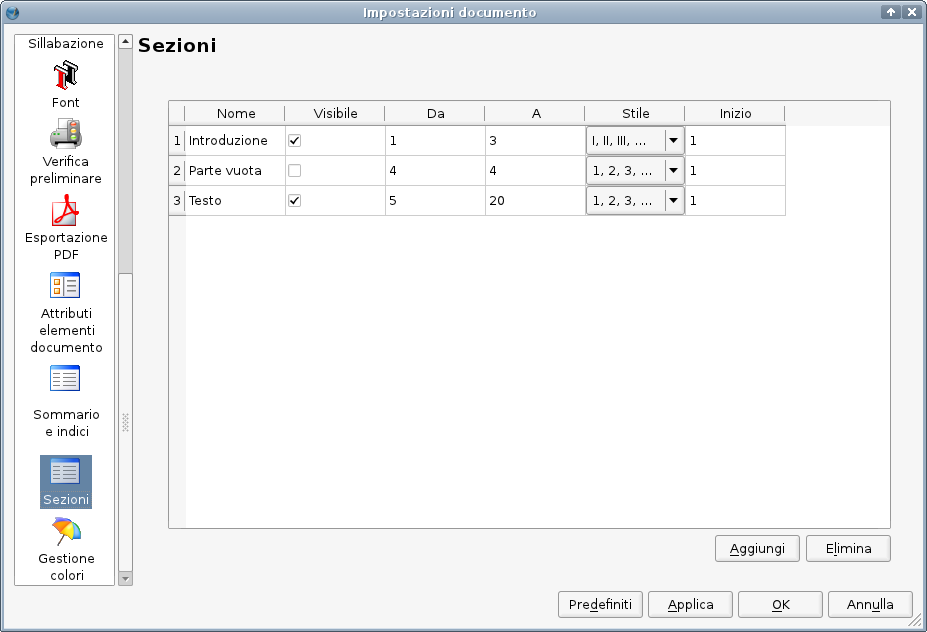 Impostazioni documento
Sillabazione
Font
Verifica
preliminare
Esportazione
PDF
Attributi
elementi
documento
Sommario
e indici
Sezioni
Gestione
colori
Sezioni
Nome Visibile Da A Stile Inizio
1 Introduzione 1 3 I, II, III, ... 1
2 Parte vuota 4 4 1, 2, 3, ... 1
3 Testo 5 20 1, 2, 3, ... 1
Aggiungi Elimina
Predefiniti Applica OK Annulla